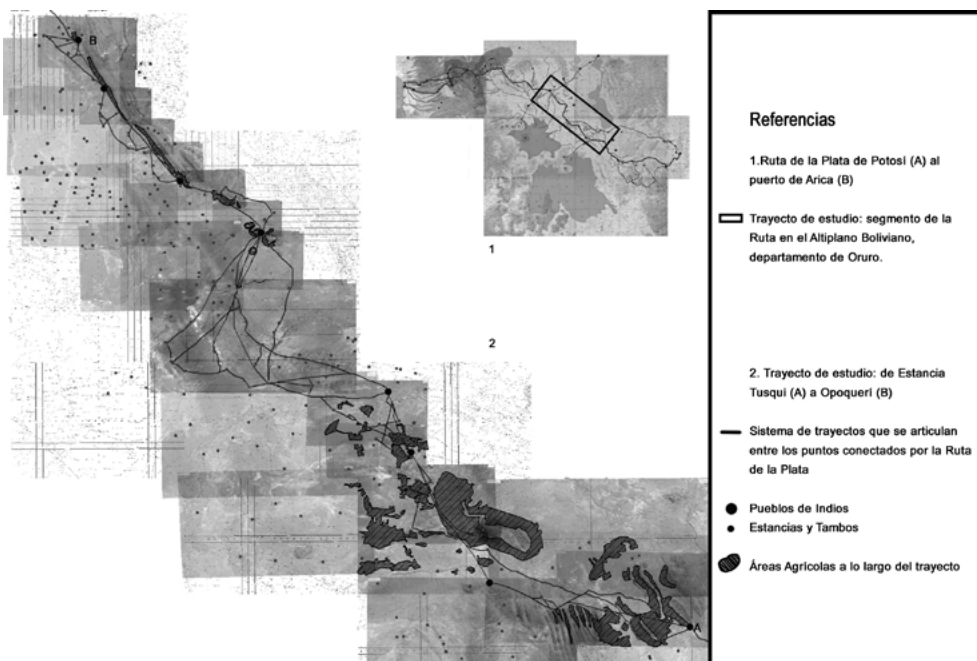 B
1
2
A
Referencias
1.Ruta de la Plata de Potosí (A) al
puerto de Arica (B)
Trayecto de estudio: segmento de la
Ruta en el Altiplano Boliviano,
departamento de Oruro.
2. Trayecto de estudio: de Estancia
Tusqui (A) a Opoquerí (B)
Sistema de trayectos que se articulan
entre los puntos conectados por la Ruta
de la Plata
Pueblos de Indios
Estancias y Tambos
Áreas Agrícolas a lo largo del trayecto